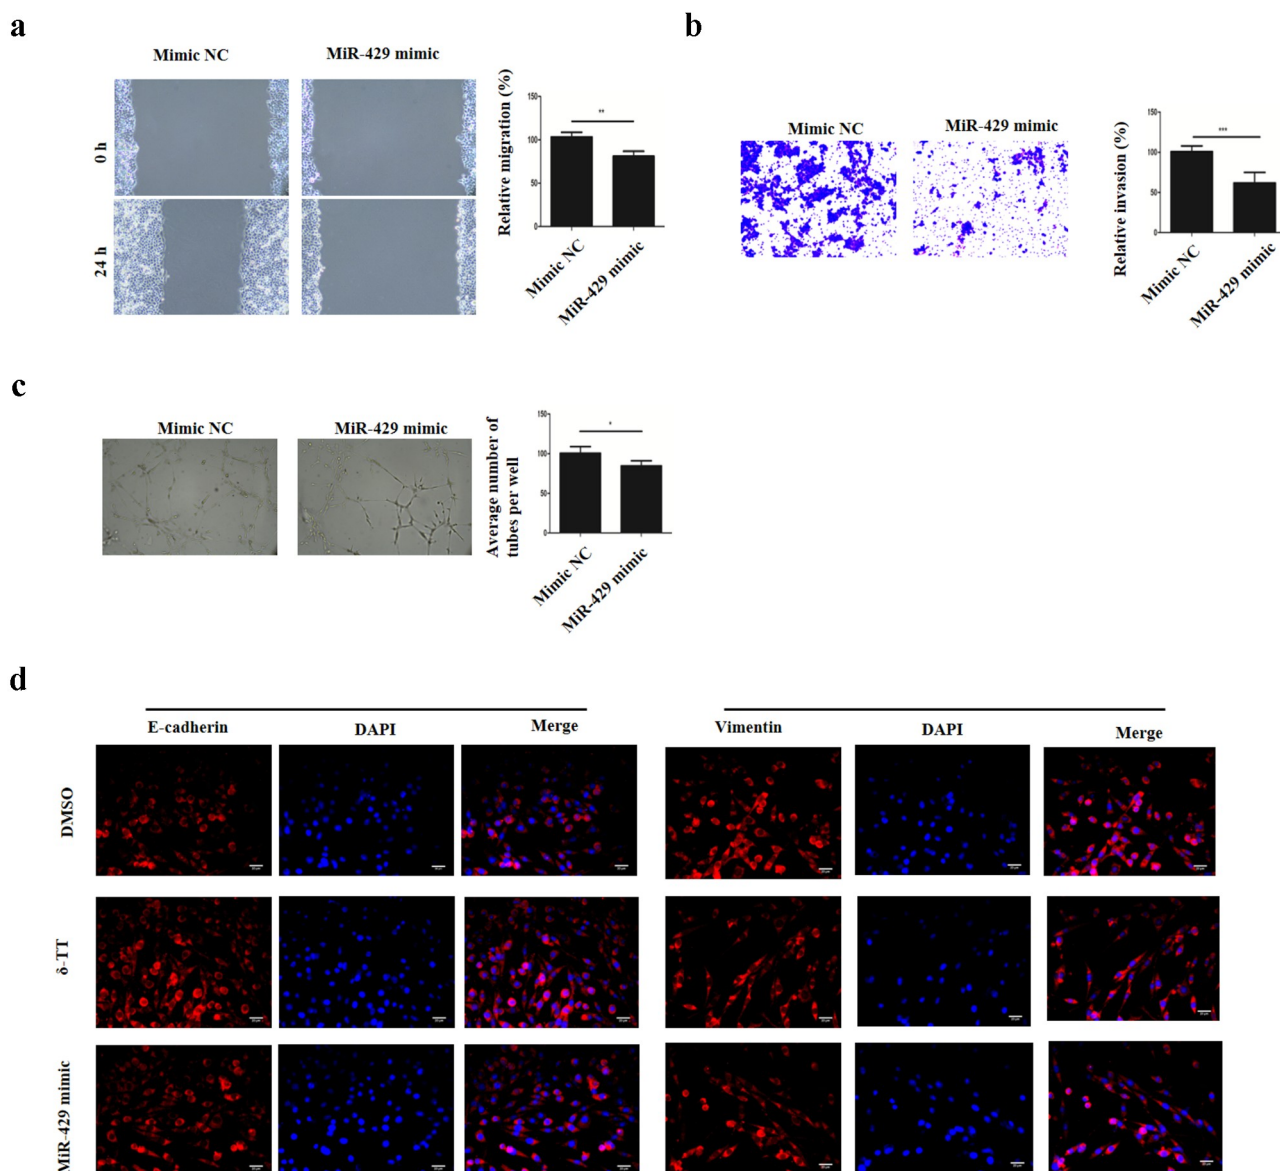 a
Mimic NC
MiR-429 mimic
0 h
24 h
Relative migration (%)
150
100
50
0
**
Mimic NC
MiR-429 mimic
b
Mimic NC
MiR-429 mimic
Relative invasion (%)
150
100
50
0
***
Mimic NC
MiR-429 mimic
c
Mimic NC
MiR-429 mimic
Average number of
tubes per well
150
100
50
0
*
Mimic NC
MiR-429 mimic
d
E-cadherin
DAPI
Merge
Vimentin
DAPI
Merge
DMSO
δ-TT
MiR-429 mimic